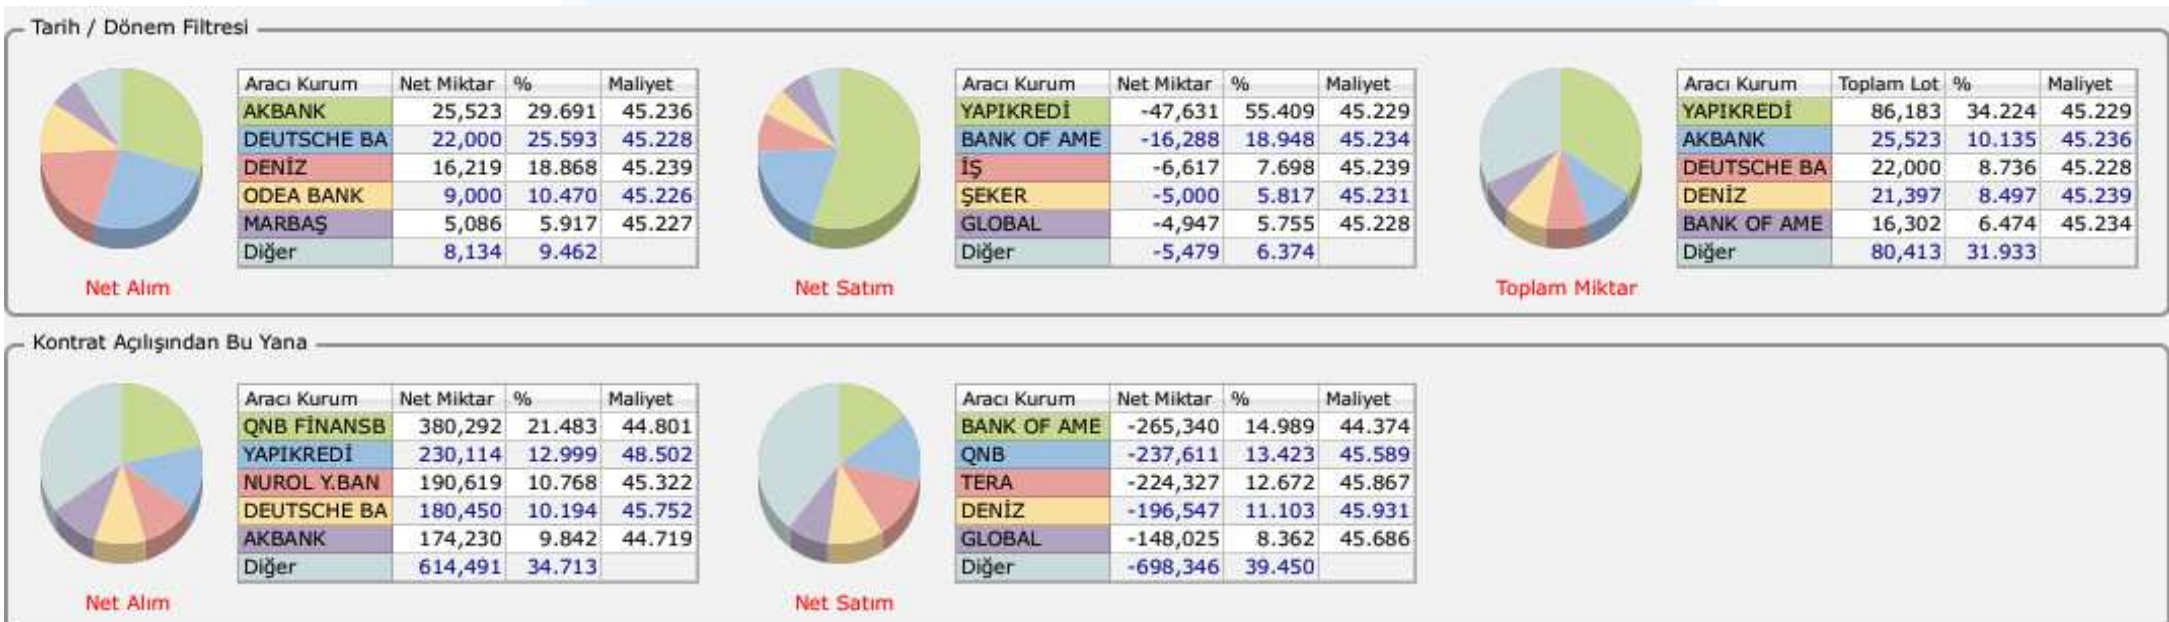 Tarih / Dönem Filtresi
Aracı Kurum Net Miktar % Maliyet
AKBANK 25,523 29.691 45.236
DEUTSCHE BA 22,000 25.593 45.228
DENİZ 16,219 18.868 45.239
ODEA BANK 9,000 10.470 45.226
MARBAŞ 5,086 5.917 45.227
Diğer 8,134 9.462
Net Alım
Aracı Kurum Net Miktar % Maliyet
YAPIKREDİ -47,631 55.409 45.229
BANK OF AME -16,288 18.948 45.234
İŞ -6,617 7.698 45.239
ŞEKER -5,000 5.817 45.231
GLOBAL -4,947 5.755 45.228
Diğer -5,479 6.374
Net Satım
Aracı Kurum Toplam Lot % Maliyet
YAPIKREDİ 86,183 34.224 45.229
AKBANK 25,523 10.135 45.236
DEUTSCHE BA 22,000 8.736 45.228
DENİZ 21,397 8.497 45.239
BANK OF AME 16,302 6.474 45.234
Diğer 80,413 31.933
Toplam Miktar
Kontrat Açılışından Bu Yana
Aracı Kurum Net Miktar % Maliyet
QNB FİNANSB 380,292 21.483 44.801
YAPIKREDİ 230,114 12.999 48.502
NUROL Y.BAN 190,619 10.768 45.322
DEUTSCHE BA 180,450 10.194 45.752
AKBANK 174,230 9.842 44.719
Diğer 614,491 34.713
Net Alım
Aracı Kurum Net Miktar % Maliyet
BANK OF AME -265,340 14.989 44.374
QNB -237,611 13.423 45.589
TERA -224,327 12.672 45.867
DENİZ -196,547 11.103 45.931
GLOBAL -148,025 8.362 45.686
Diğer -698,346 39.450
Net Satım